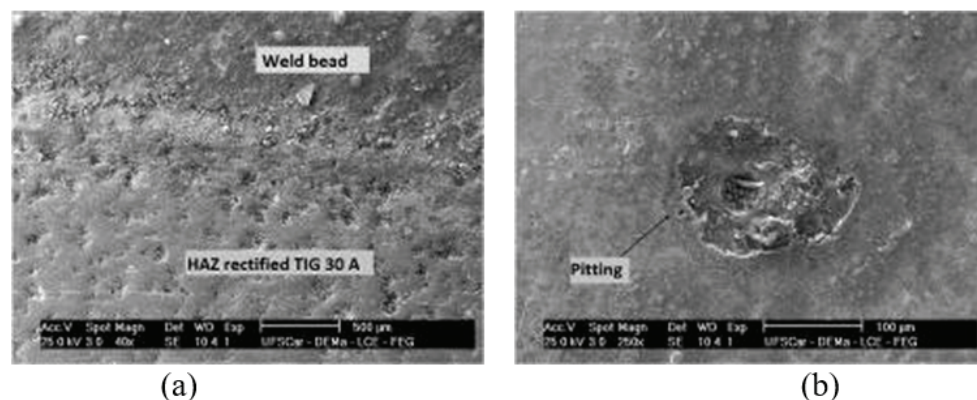 Weld bead
HAZ rectified TIG 30 A
Acc.V Spot Magn Det WD Exp 500 µm
25.0 kV 3.0 40x SE 10.4 1 UFSCar - DEMa - LCE - FEG
(a)
Pitting
Acc.V Spot Magn Det WD Exp 100 µm
25.0 kV 3.0 250x SE 10.4 1 UFSCar - DEMa - LCE - FEG
(b)